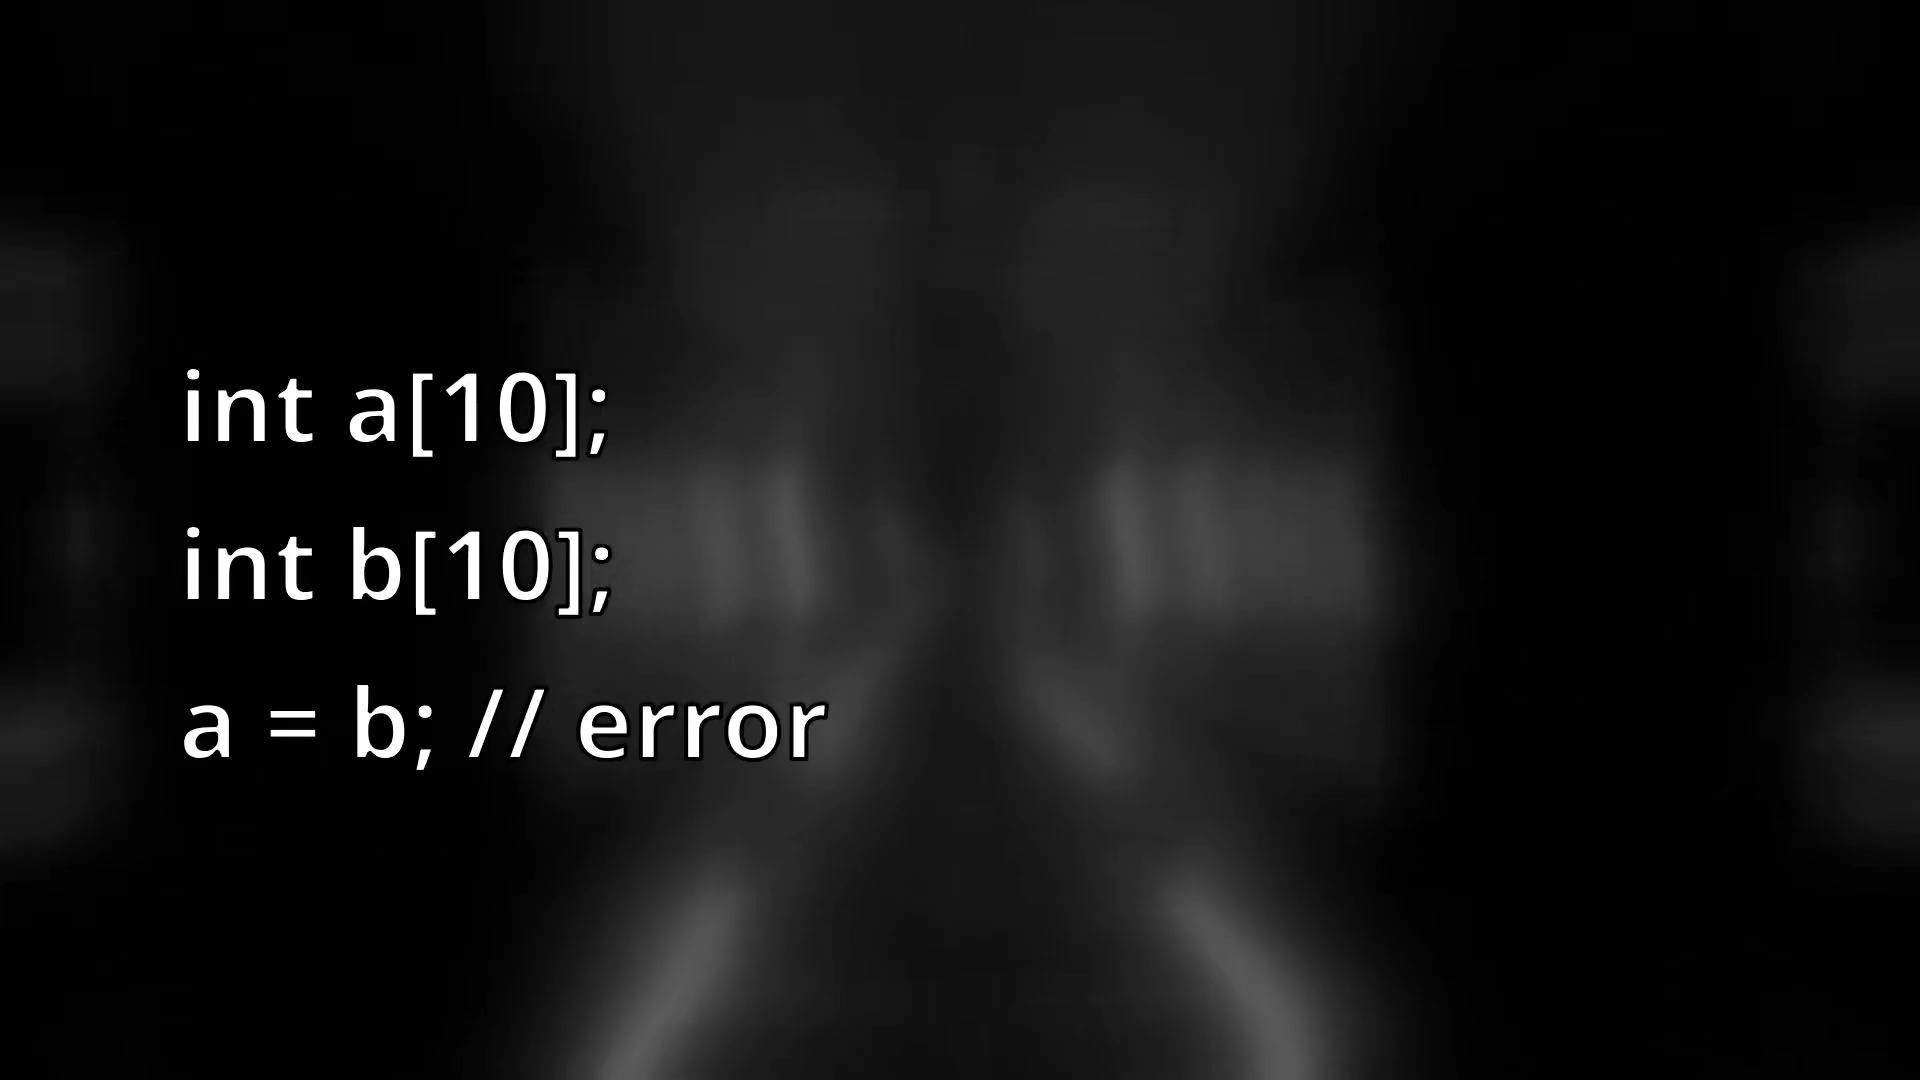 int a[10];
int b[10];
a = b; // error